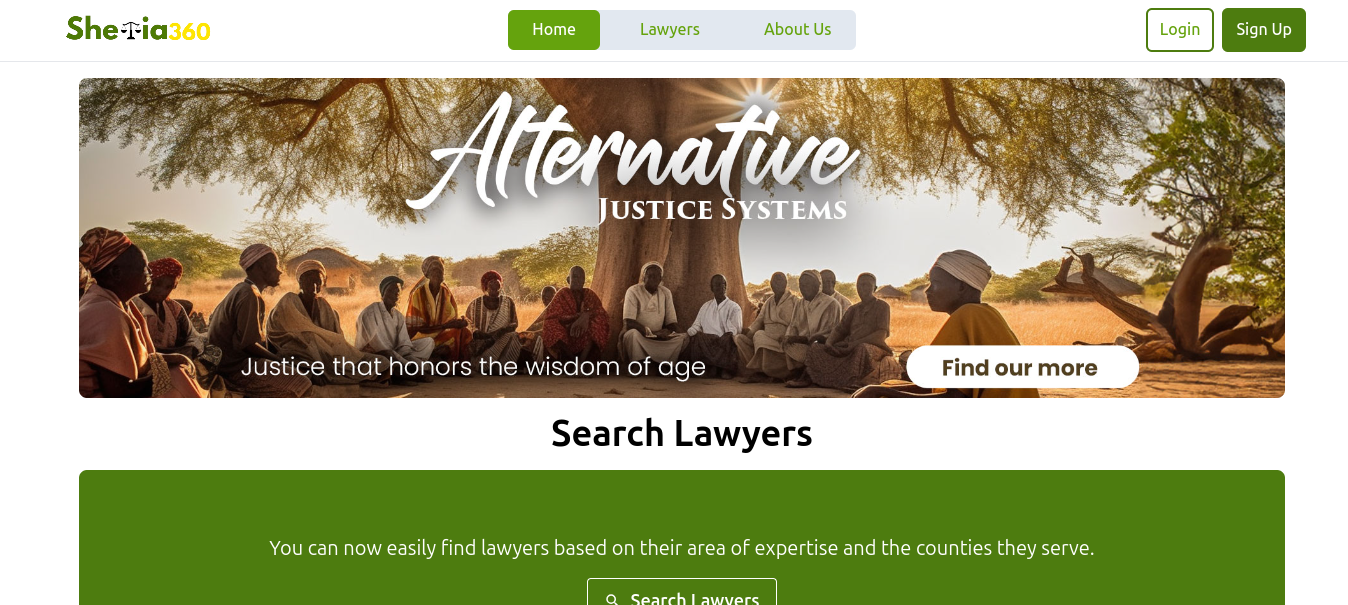 Sheria360
Home
Lawyers
About Us
Login
Sign Up
Alternative
Justice Systems
Justice that honors the wisdom of age
Find our more
Search Lawyers
You can now easily find lawyers based on their area of expertise and the counties they serve.
Search Lawyers